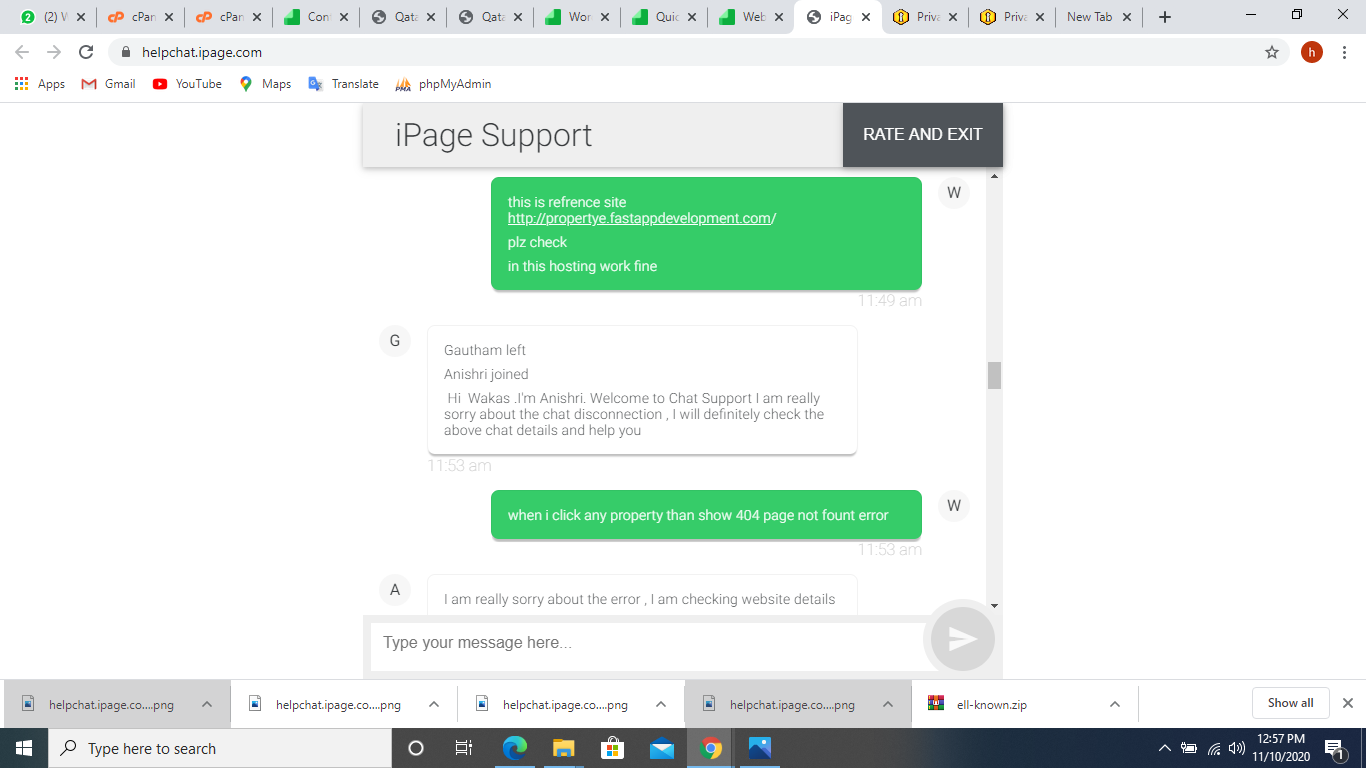 (2) W
cPan
cPan
Cont
Qata
Qata
Wor
Quic
Web
iPag
Priva
Priva
New Tab
helpchat.ipage.com
h
Apps
Gmail
YouTube
Maps
Translate
phpMyAdmin
iPage Support
RATE AND EXIT
this is refrence site
http://propertye.fastappdevelopment.com/
plz check
in this hosting work fine
W
11:49 am
G
Gautham left
Anishri joined
Hi Wakas .I'm Anishri. Welcome to Chat Support I am really
sorry about the chat disconnection , I will definitely check the
above chat details and help you
11:53 am
when i click any property than show 404 page not fount error
W
11:53 am
A
I am really sorry about the error , I am checking website details
Type your message here...
helpchat.ipage.co....png
helpchat.ipage.co....png
helpchat.ipage.co....png
helpchat.ipage.co....png
ell-known.zip
Show all
Type here to search
12:57 PM
11/10/2020
1